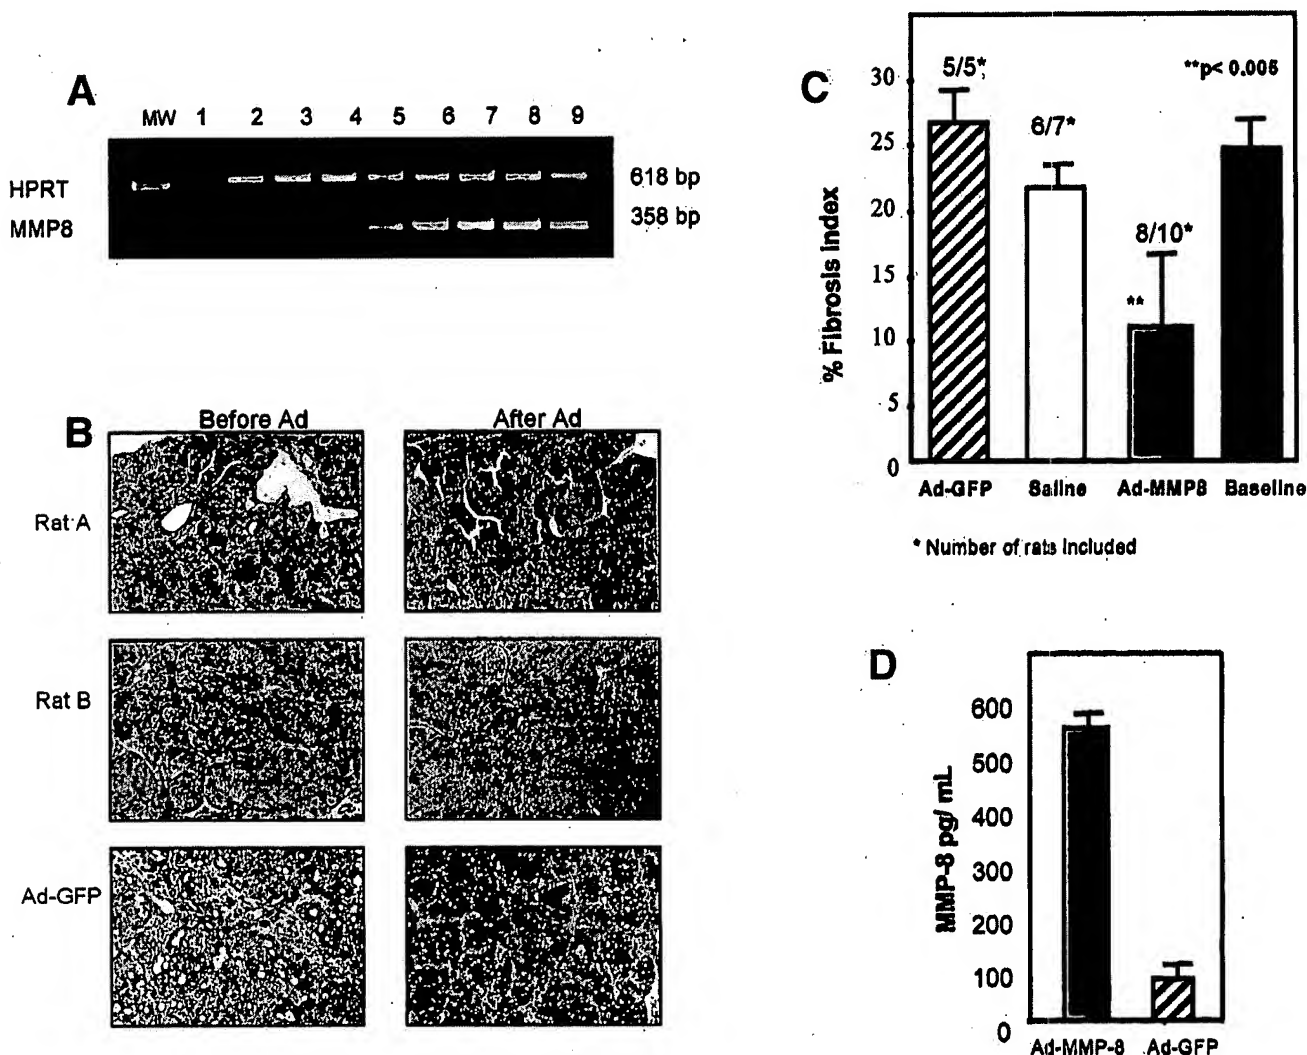 A
MW 1 2 3 4 5 6 7 8 9
HPRT
618 bp
MMP8
358 bp
B
Before Ad
After Ad
Rat A
Rat B
Ad-GFP
C
% Fibrosis Index
30
25
20
15
10
5
0
5/5*
6/7*
8/10*
**
**p< 0.005
Ad-GFP Saline Ad-MMP8 Baseline
* Number of rats included
D
MMP-8 pg/ mL
600
500
400
300
200
100
0
Ad-MMP-8 Ad-GFP